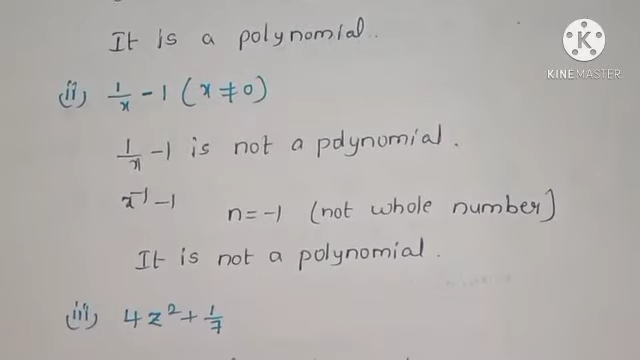 It is a polynomial.
KINEMASTER
(ii) 1/x - 1 (x ≠ 0)
1/x - 1 is not a polynomial.
x⁻¹ - 1 n = -1 (not whole number)
It is not a polynomial.
(iii) 4z² + 1/7